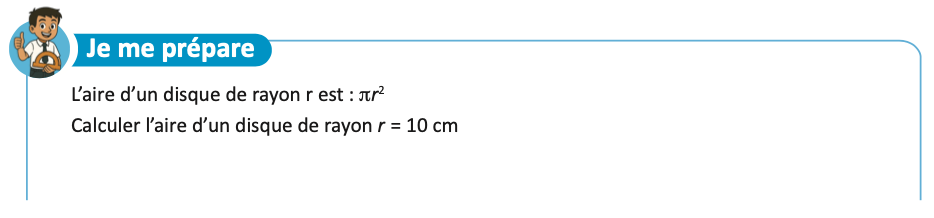 Je me prépare
L’aire d’un disque de rayon r est : πr²
Calculer l’aire d’un disque de rayon r = 10 cm